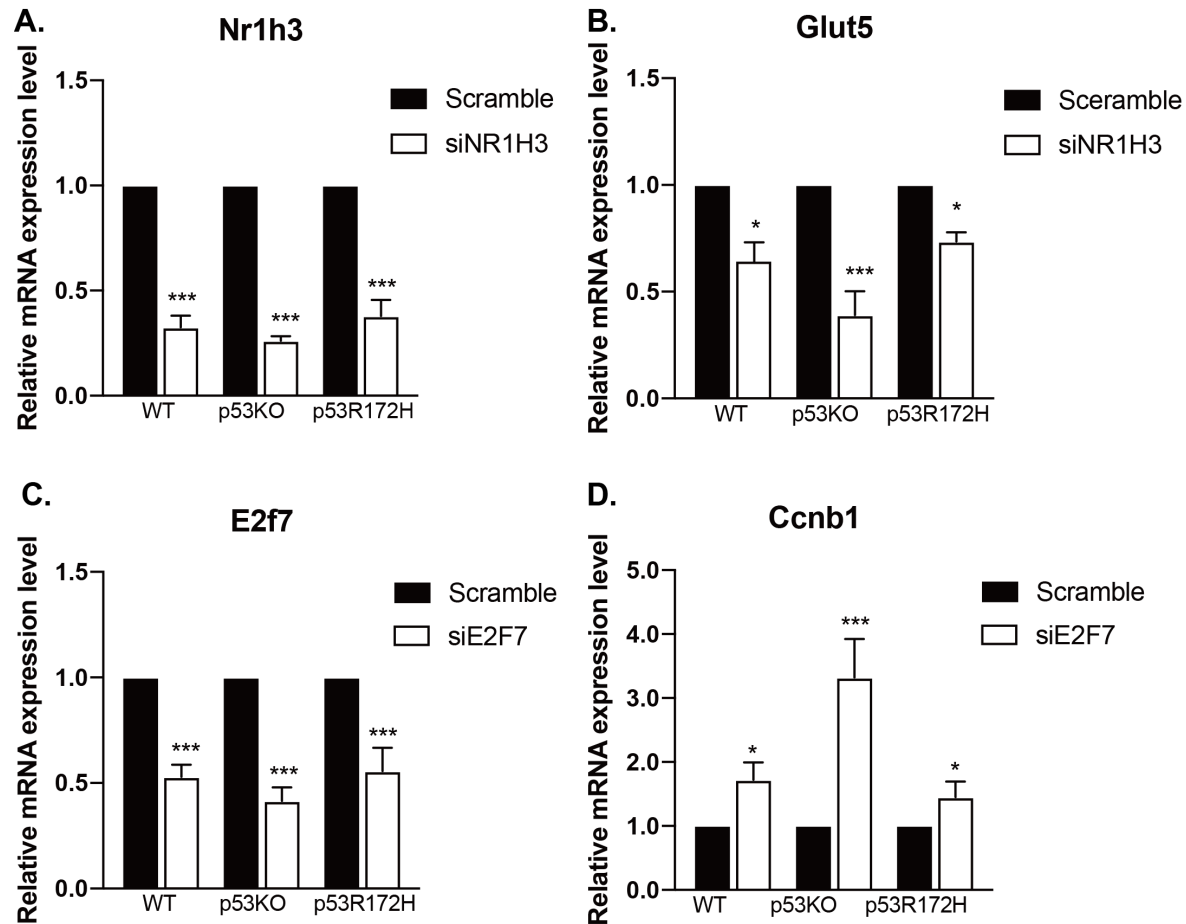 A.
Nr1h3
Relative mRNA expression level
1.5
1.0
0.5
0.0
Scramble
siNR1H3
***
***
***
WT p53KO p53R172H
B.
Glut5
Relative mRNA expression level
1.5
1.0
0.5
0.0
Sceramble
siNR1H3
*
***
*
WT p53KO p53R172H
C.
E2f7
Relative mRNA expression level
1.5
1.0
0.5
0.0
Scramble
siE2F7
***
***
***
WT p53KO p53R172H
D.
Ccnb1
Relative mRNA expression level
5.0
4.0
3.0
2.0
1.0
0.0
Scramble
siE2F7
*
***
*
WT p53KO p53R172H